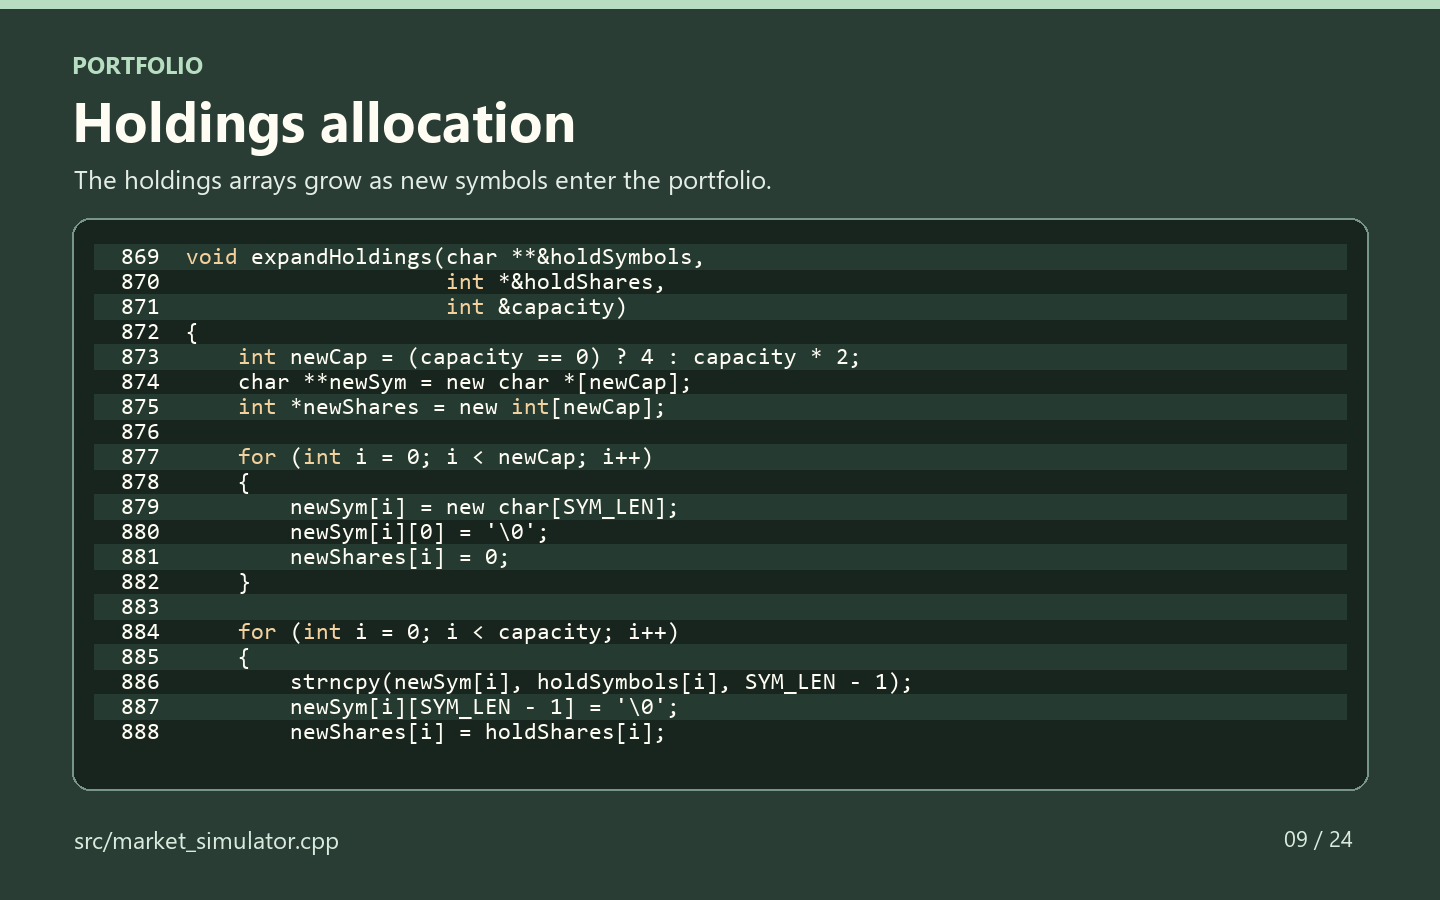 PORTFOLIO
Holdings allocation
The holdings arrays grow as new symbols enter the portfolio.
869 void expandHoldings(char **&holdSymbols,
870                     int *&holdShares,
871                     int &capacity)
872 {
873     int newCap = (capacity == 0) ? 4 : capacity * 2;
874     char **newSym = new char *[newCap];
875     int *newShares = new int[newCap];
876
877     for (int i = 0; i < newCap; i++)
878     {
879         newSym[i] = new char[SYM_LEN];
880         newSym[i][0] = '\0';
881         newShares[i] = 0;
882     }
883
884     for (int i = 0; i < capacity; i++)
885     {
886         strncpy(newSym[i], holdSymbols[i], SYM_LEN - 1);
887         newSym[i][SYM_LEN - 1] = '\0';
888         newShares[i] = holdShares[i];
src/market_simulator.cpp
09 / 24